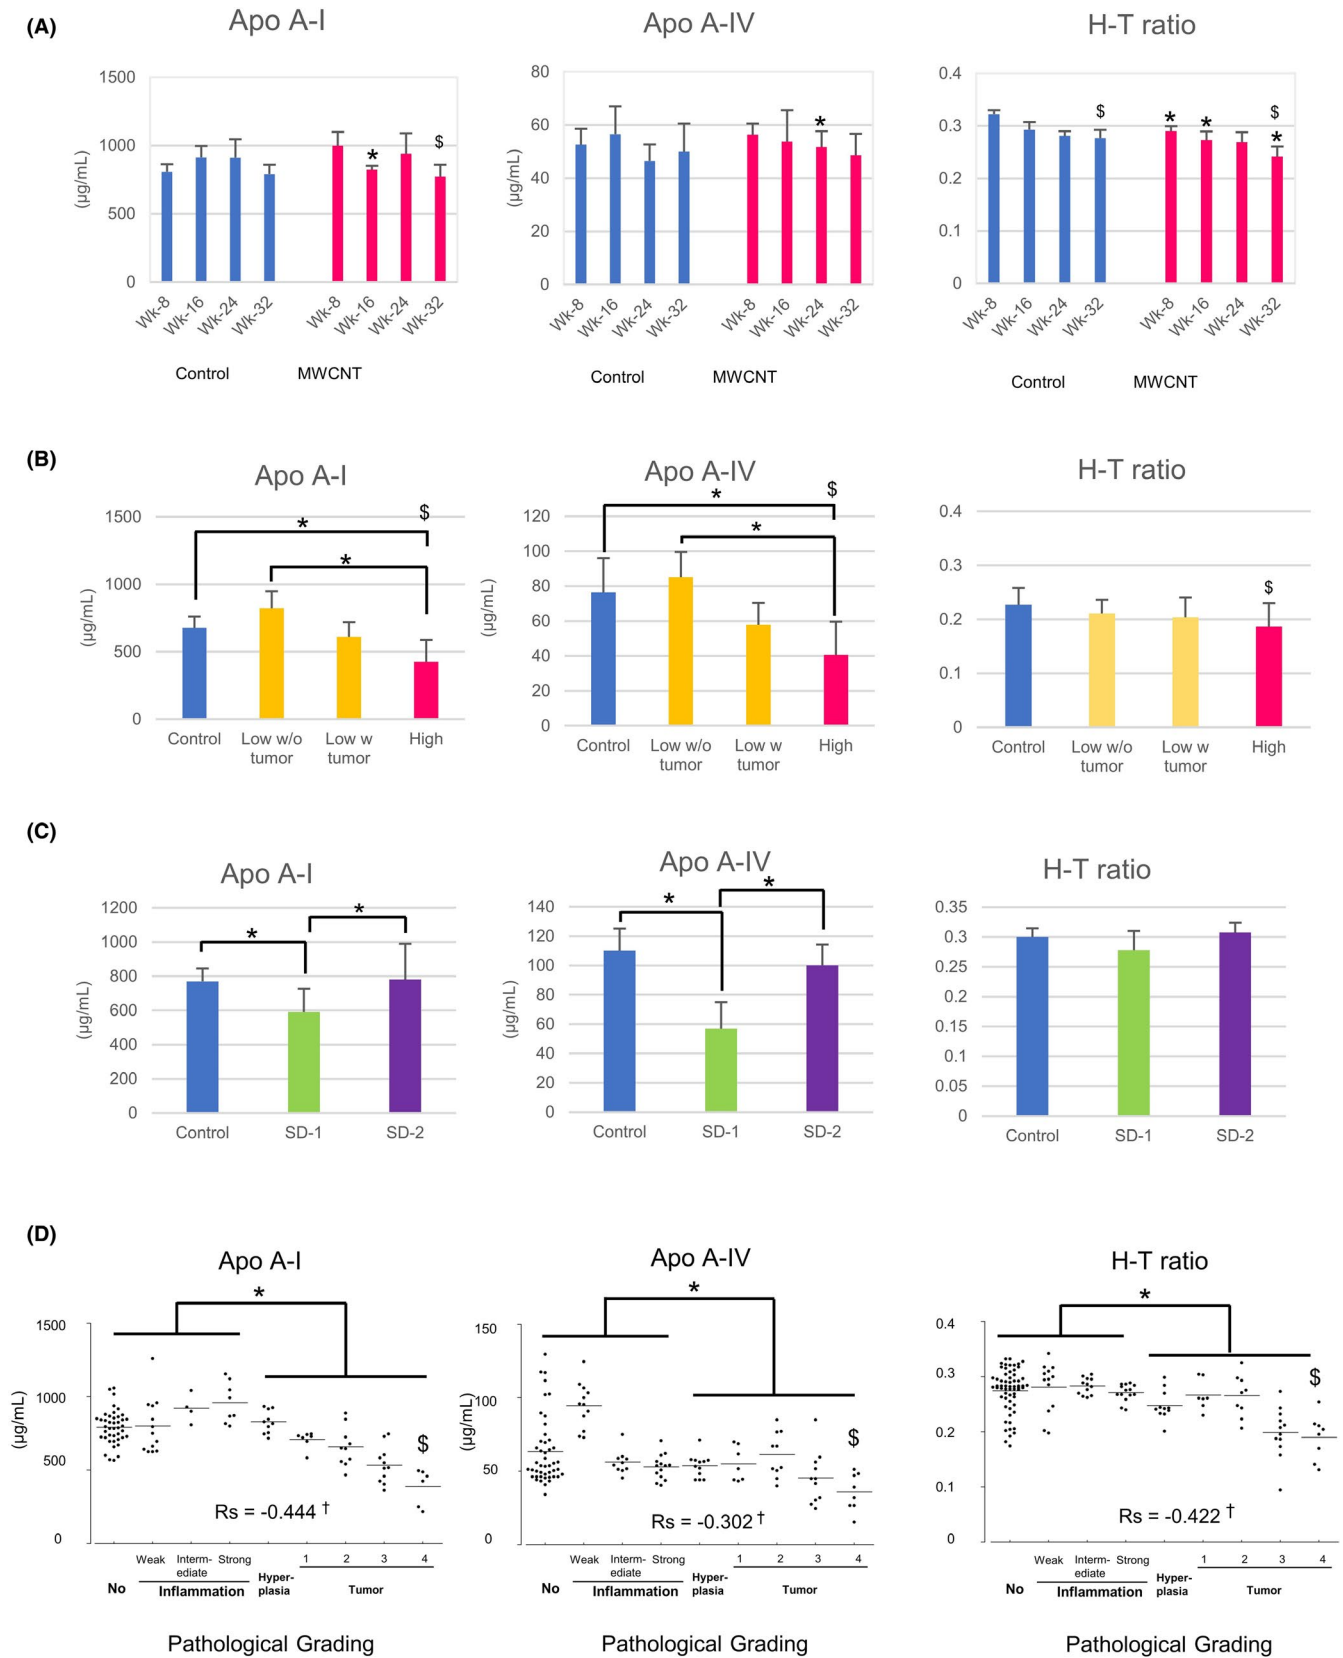 (A)
Apo A-I
1500
1000
500
0
(μg/mL)
*
$
Wk-8
Wk-16
Wk-24
Wk-32
Wk-8
Wk-16
Wk-24
Wk-32
Control
MWCNT
Apo A-IV
80
60
40
20
0
(μg/mL)
*
Wk-8
Wk-16
Wk-24
Wk-32
Wk-8
Wk-16
Wk-24
Wk-32
Control
MWCNT
H-T ratio
0.4
0.3
0.2
0.1
0
$
*
*
$
*
Wk-8
Wk-16
Wk-24
Wk-32
Wk-8
Wk-16
Wk-24
Wk-32
Control
MWCNT
(B)
Apo A-I
1500
1000
500
0
(μg/mL)
*
*
$
Control
Low w/o
tumor
Low w
tumor
High
Apo A-IV
120
100
80
60
40
20
0
(μg/mL)
*
*
$
Control
Low w/o
tumor
Low w
tumor
High
H-T ratio
0.4
0.3
0.2
0.1
0
$
Control
Low w/o
tumor
Low w
tumor
High
(C)
Apo A-I
1200
1000
800
600
400
200
0
(μg/mL)
*
*
Control
SD-1
SD-2
Apo A-IV
140
120
100
80
60
40
20
0
(μg/mL)
*
*
Control
SD-1
SD-2
H-T ratio
0.35
0.3
0.25
0.2
0.15
0.1
0.05
0
Control
SD-1
SD-2
(D)
Apo A-I
1500
1000
500
0
(μg/mL)
*
$
Rs = -0.444 †
Weak
Interm-
ediate
Strong
1
2
3
4
No
Inflammation
Hyper-
plasia
Tumor
Pathological Grading
Apo A-IV
150
100
50
0
(μg/mL)
*
$
Rs = -0.302 †
Weak
Interm-
ediate
Strong
1
2
3
4
No
Inflammation
Hyper-
plasia
Tumor
Pathological Grading
H-T ratio
0.4
0.3
0.2
0.1
0
*
$
Rs = -0.422 †
Weak
Interm-
ediate
Strong
1
2
3
4
No
Inflammation
Hyper-
plasia
Tumor
Pathological Grading